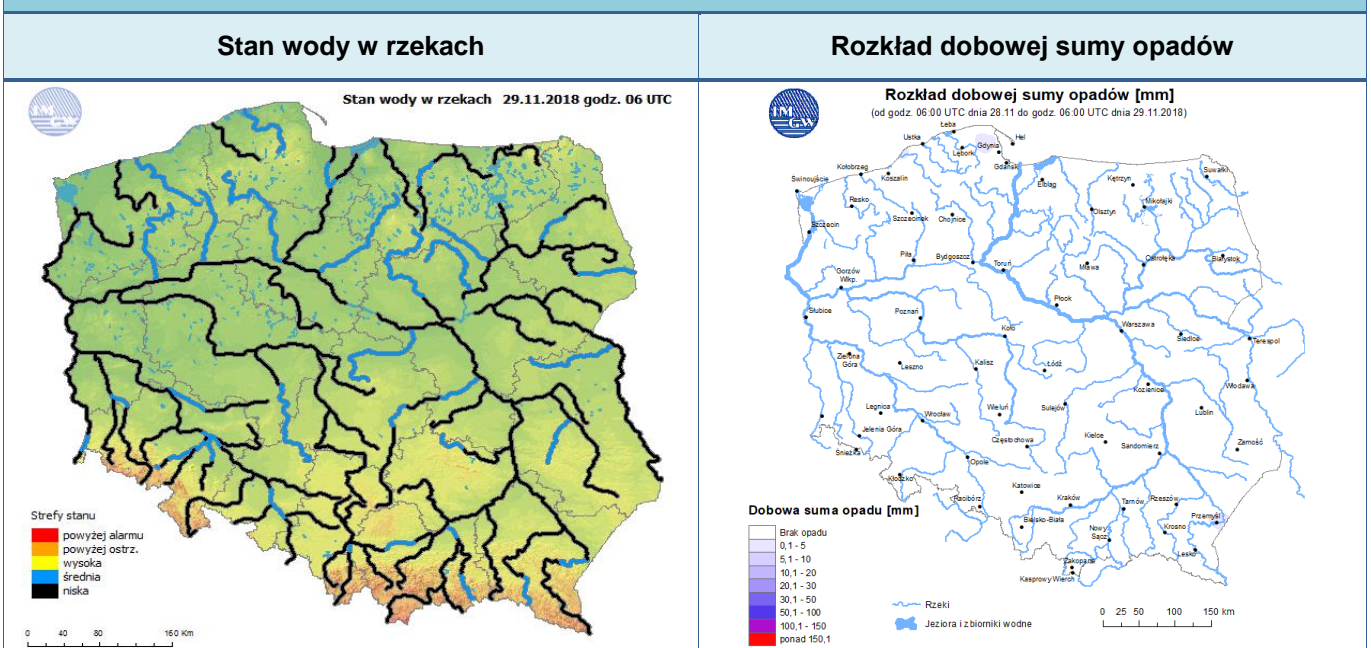 Stan wody w rzekach
Rozkład dobowej sumy opadów
IM
GW
Stan wody w rzekach 29.11.2018 godz. 06 UTC
Strefy stanu
powyżej alarmu
powyżej ostrz.
wysoka
średnia
niska
0 40 80 160 Km
IM
GW
Rozkład dobowej sumy opadów [mm]
(od godz. 06:00 UTC dnia 28.11 do godz. 06:00 UTC dnia 29.11.2018)
Łeba
Ustka
Hel
Gdynia
Lębork
Gdańsk
Kołobrzeg
Koszalin
Suwałki
Świnoujście
Elbląg
Kętrzyn
Resko
Mikołajki
Szczecinek
Chojnice
Olsztyn
Szczecin
Piła
Bydgoszcz
Toruń
Mława
Ostrołęka
Białystok
Gorzów
Wlkp.
Płock
Słubice
Poznań
Koło
Warszawa
Siedlce
Terespol
Zielona
Góra
Leszno
Kalisz
Łódź
Kozienice
Włodawa
Legnica
Wrocław
Wieluń
Sulejów
Lublin
Jelenia Góra
Śnieżka
Częstochowa
Kielce
Sandomierz
Zamość
Opole
Kłodzko
Katowice
Racibórz
Kraków
Tarnów
Rzeszów
Przemyśl
Bielsko-Biała
Nowy
Sącz
Krosno
Lesko
Zakopane
Kasprowy Wierch
Dobowa suma opadu [mm]
Brak opadu
0,1 - 5
5,1 - 10
10,1 - 20
20,1 - 30
30,1 - 50
50,1 - 100
100,1 - 150
ponad 150,1
Rzeki
Jeziora i zbiorniki wodne
0 25 50 100 150 km